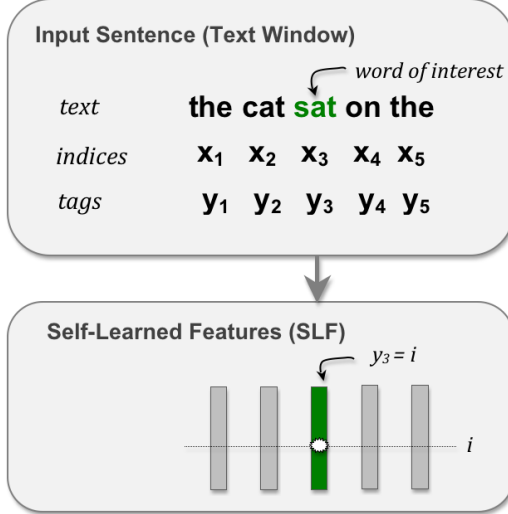 Input Sentence (Text Window)
word of interest
text the cat sat on the
indices x₁ x₂ x₃ x₄ x₅
tags y₁ y₂ y₃ y₄ y₅
Self-Learned Features (SLF)
y₃ = i
i